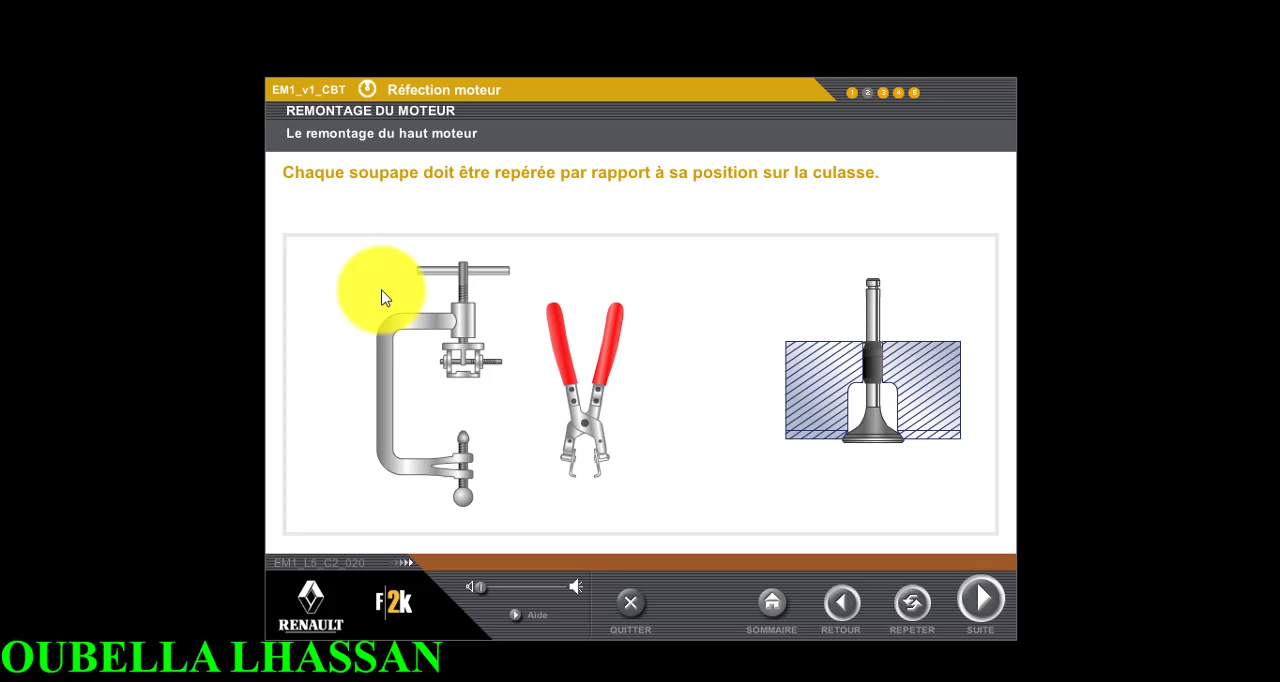 EM1_v1_CBT Réfection moteur
1 2 3 4 5
REMONTAGE DU MOTEUR
Le remontage du haut moteur
Chaque soupape doit être repérée par rapport à sa position sur la culasse.
EM1_L5_C2_020
RENAULT
F2k
Aide
QUITTER
SOMMAIRE
RETOUR
REPETER
SUITE
OUBELLA LHASSAN